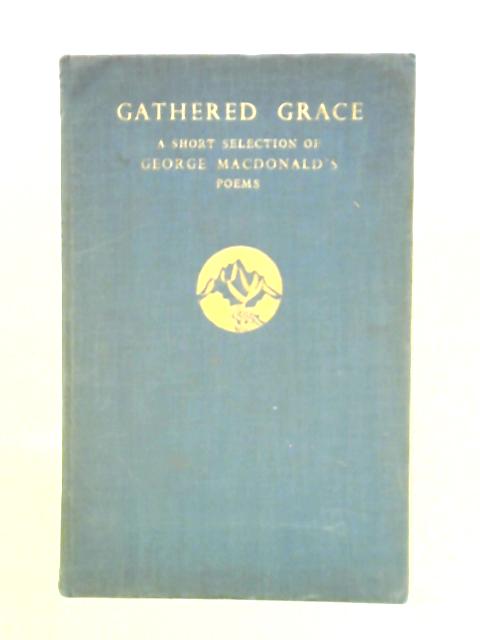 GATHERED GRACE
A SHORT SELECTION OF
GEORGE MACDONALD'S
POEMS